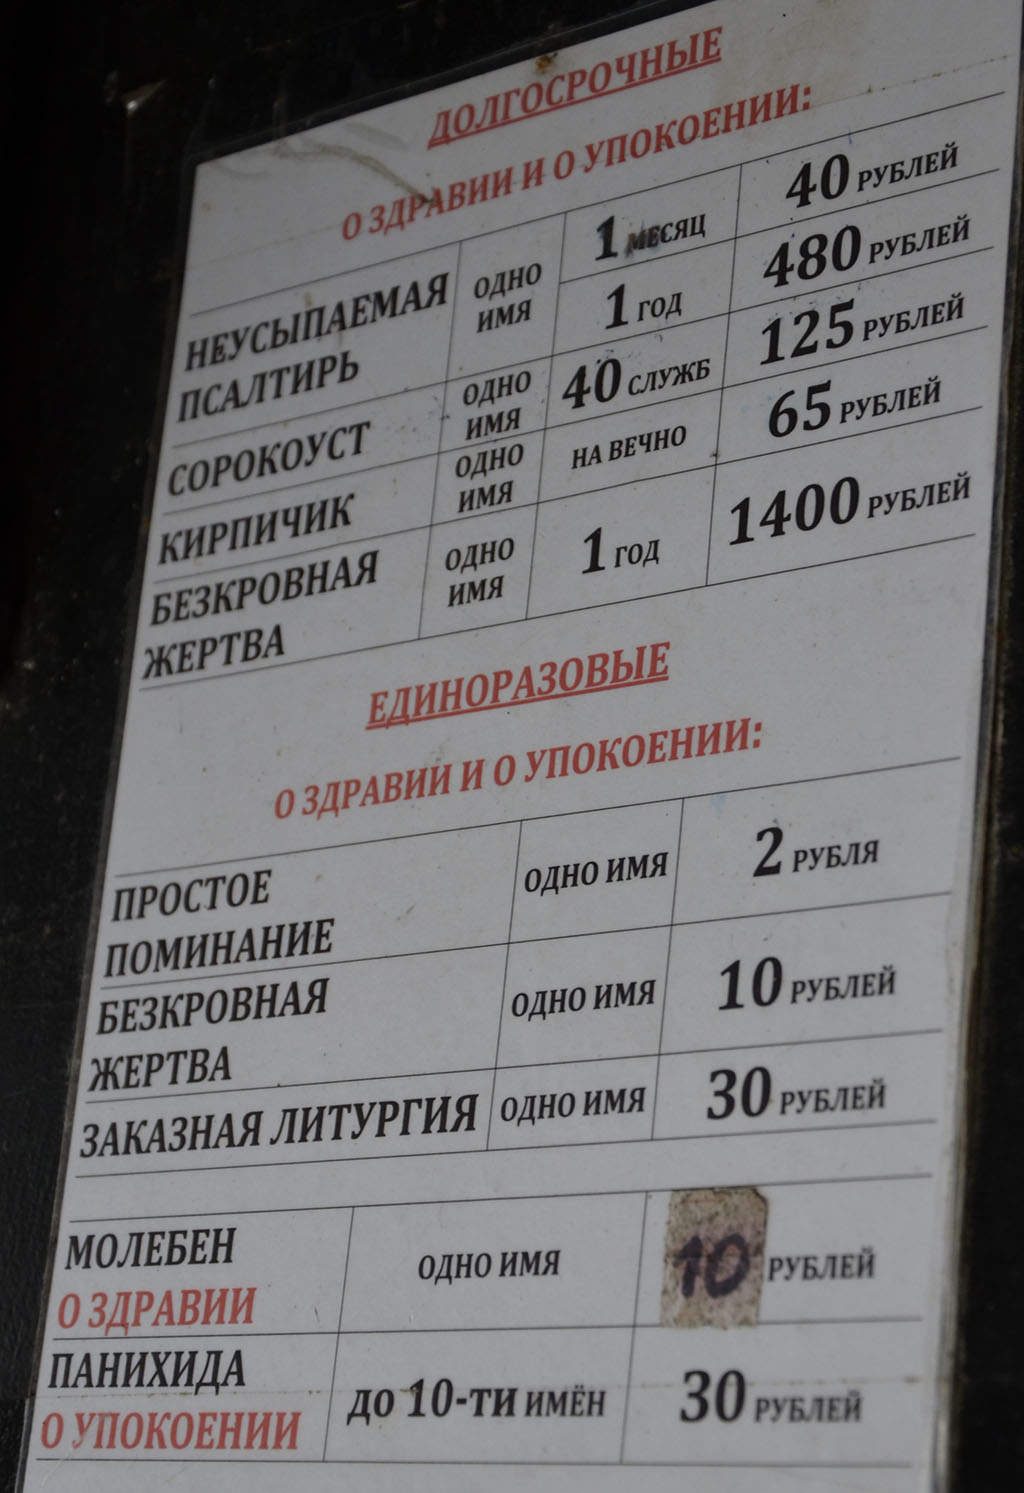 ДОЛГОСРОЧНЫЕ
О ЗДРАВИИ И О УПОКОЕНИИ:
НЕУСЫПАЕМАЯ
ПСАЛТИРЬ
ОДНО
ИМЯ
1 МЕСЯЦ
40 РУБЛЕЙ
1 ГОД
480 РУБЛЕЙ
СОРОКОУСТ
ОДНО
ИМЯ
40 СЛУЖБ
125 РУБЛЕЙ
КИРПИЧИК
ОДНО
ИМЯ
НА ВЕЧНО
65 РУБЛЕЙ
БЕЗКРОВНАЯ
ЖЕРТВА
ОДНО
ИМЯ
1 ГОД
1400 РУБЛЕЙ
ЕДИНОРАЗОВЫЕ
О ЗДРАВИИ И О УПОКОЕНИИ:
ПРОСТОЕ
ПОМИНАНИЕ
ОДНО ИМЯ
2 РУБЛЯ
БЕЗКРОВНАЯ
ЖЕРТВА
ОДНО ИМЯ
10 РУБЛЕЙ
ЗАКАЗНАЯ ЛИТУРГИЯ
ОДНО ИМЯ
30 РУБЛЕЙ
МОЛЕБЕН
О ЗДРАВИИ
ОДНО ИМЯ
10 РУБЛЕЙ
ПАНИХИДА
О УПОКОЕНИИ
ДО 10-ТИ ИМЁН
30 РУБЛЕЙ